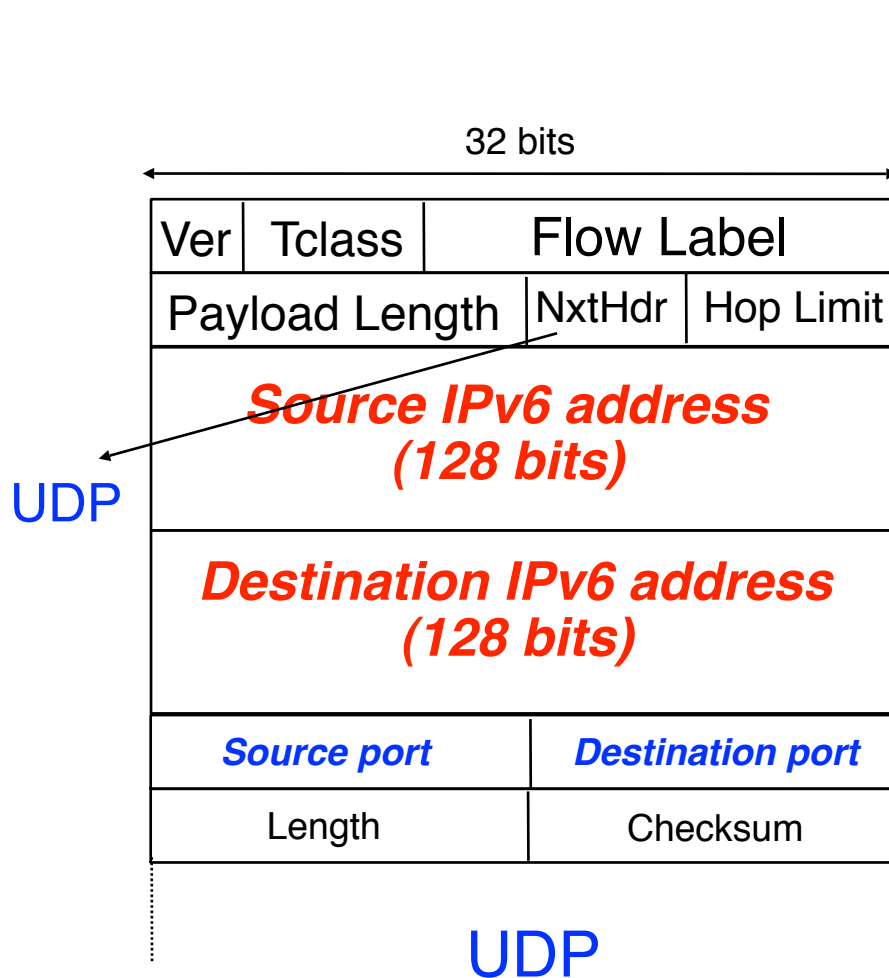 32 bits
Ver Tclass Flow Label
Payload Length NxtHdr Hop Limit
Source IPv6 address
(128 bits)
UDP
Destination IPv6 address
(128 bits)
Source port Destination port
Length Checksum
UDP